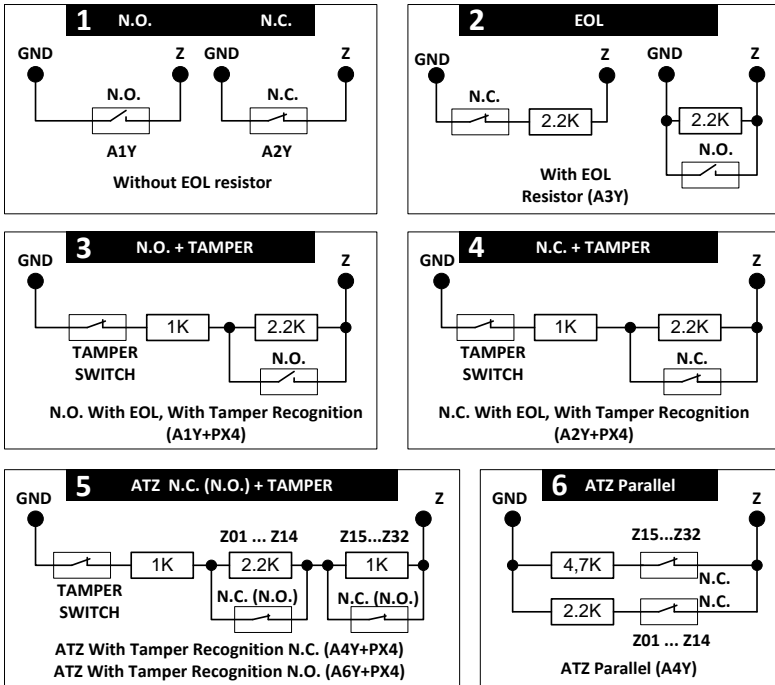 1 N.O. N.C.
GND Z GND Z
N.O. N.C.
A1Y A2Y
Without EOL resistor
2 EOL
GND Z GND Z
N.C. 2.2K 2.2K
N.O.
With EOL
Resistor (A3Y)
3 N.O. + TAMPER
GND Z
1K 2.2K
TAMPER
SWITCH
N.O.
N.O. With EOL, With Tamper Recognition
(A1Y+PX4)
4 N.C. + TAMPER
GND Z
1K 2.2K
TAMPER
SWITCH
N.C.
N.C. With EOL, With Tamper Recognition
(A2Y+PX4)
5 ATZ N.C. (N.O.) + TAMPER
GND Z
Z01 ... Z14 Z15...Z32
1K 2.2K 1K
TAMPER
SWITCH
N.C. (N.O.) N.C. (N.O.)
ATZ With Tamper Recognition N.C. (A4Y+PX4)
ATZ With Tamper Recognition N.O. (A6Y+PX4)
6 ATZ Parallel
GND Z
Z15...Z32
4,7K
N.C.
2.2K N.C.
Z01 ... Z14
ATZ Parallel (A4Y)